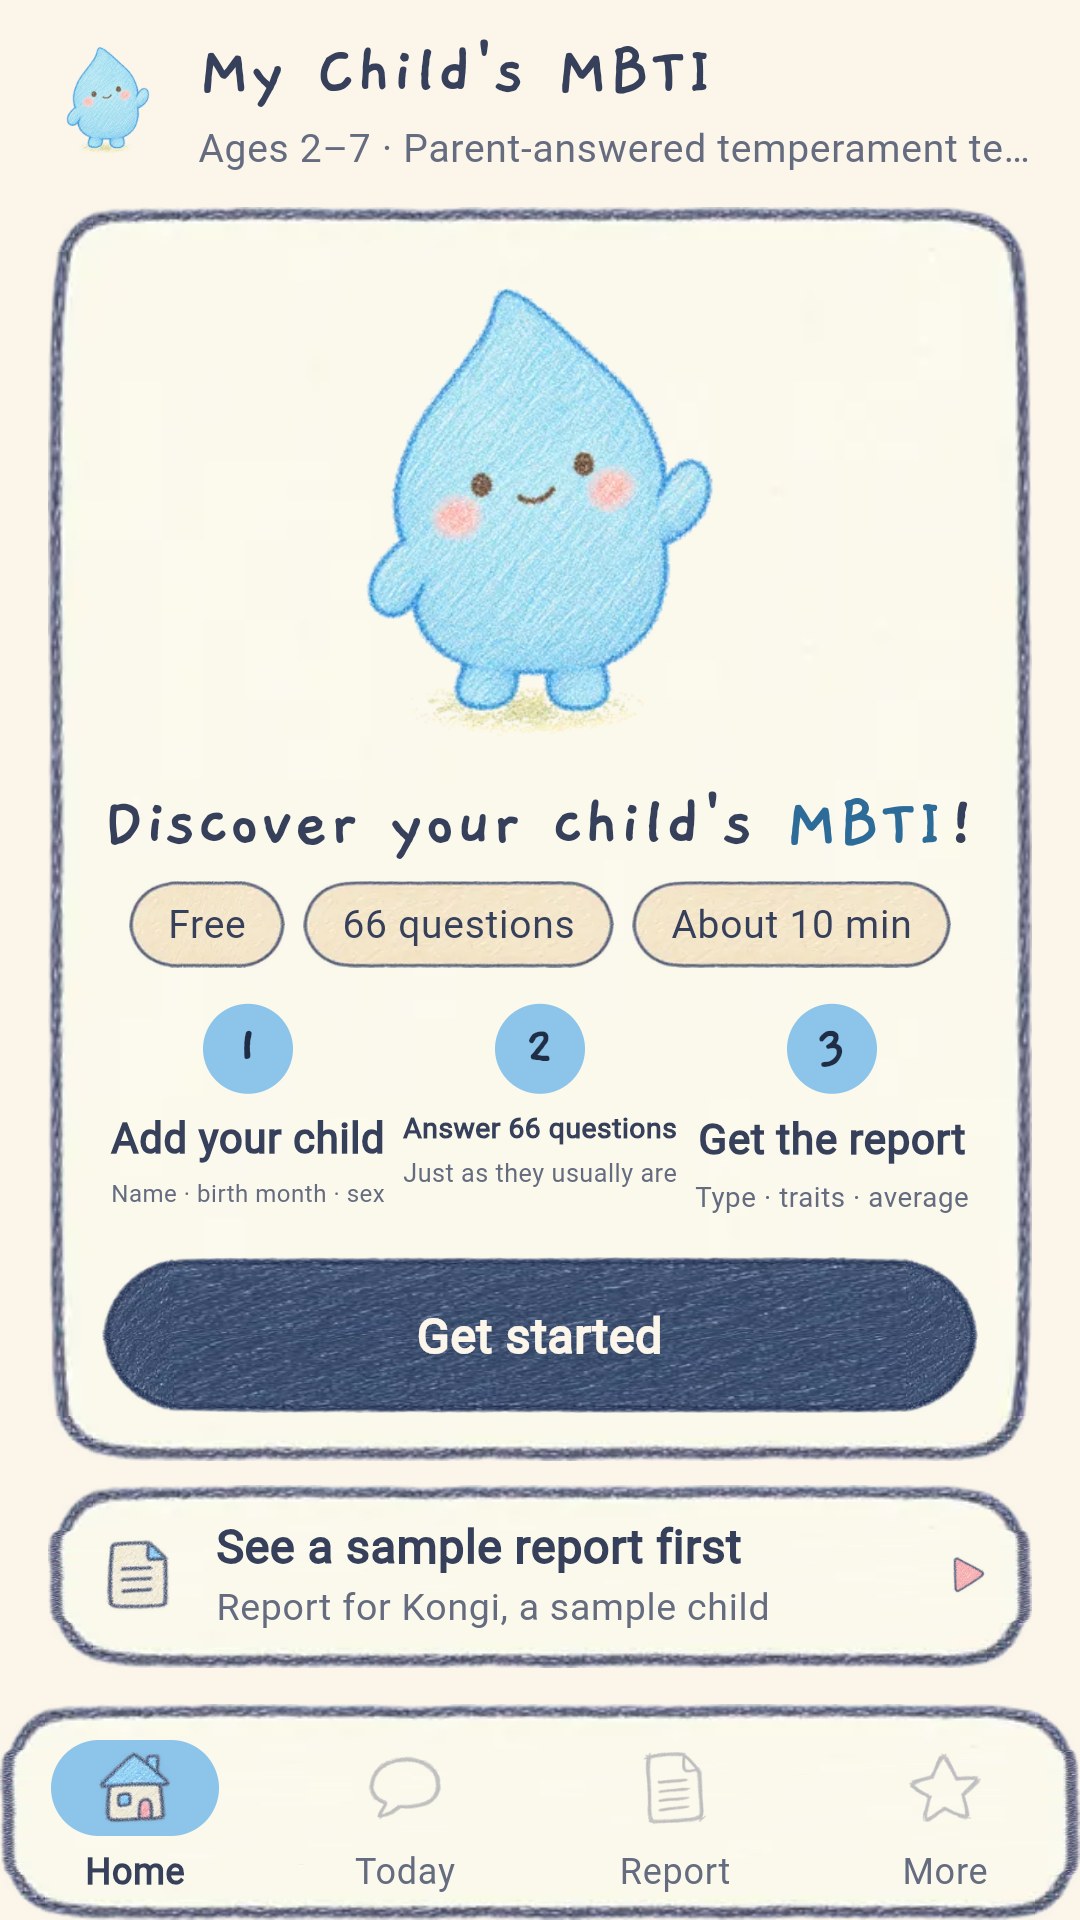 My Child's MBTI
Ages 2–7 · Parent-answered temperament te…
Discover your child's MBTI!
Free
66 questions
About 10 min
1
2
3
Add your child
Answer 66 questions
Get the report
Name · birth month · sex
Just as they usually are
Type · traits · average
Get started
See a sample report first
Report for Kongi, a sample child
Home
Today
Report
More